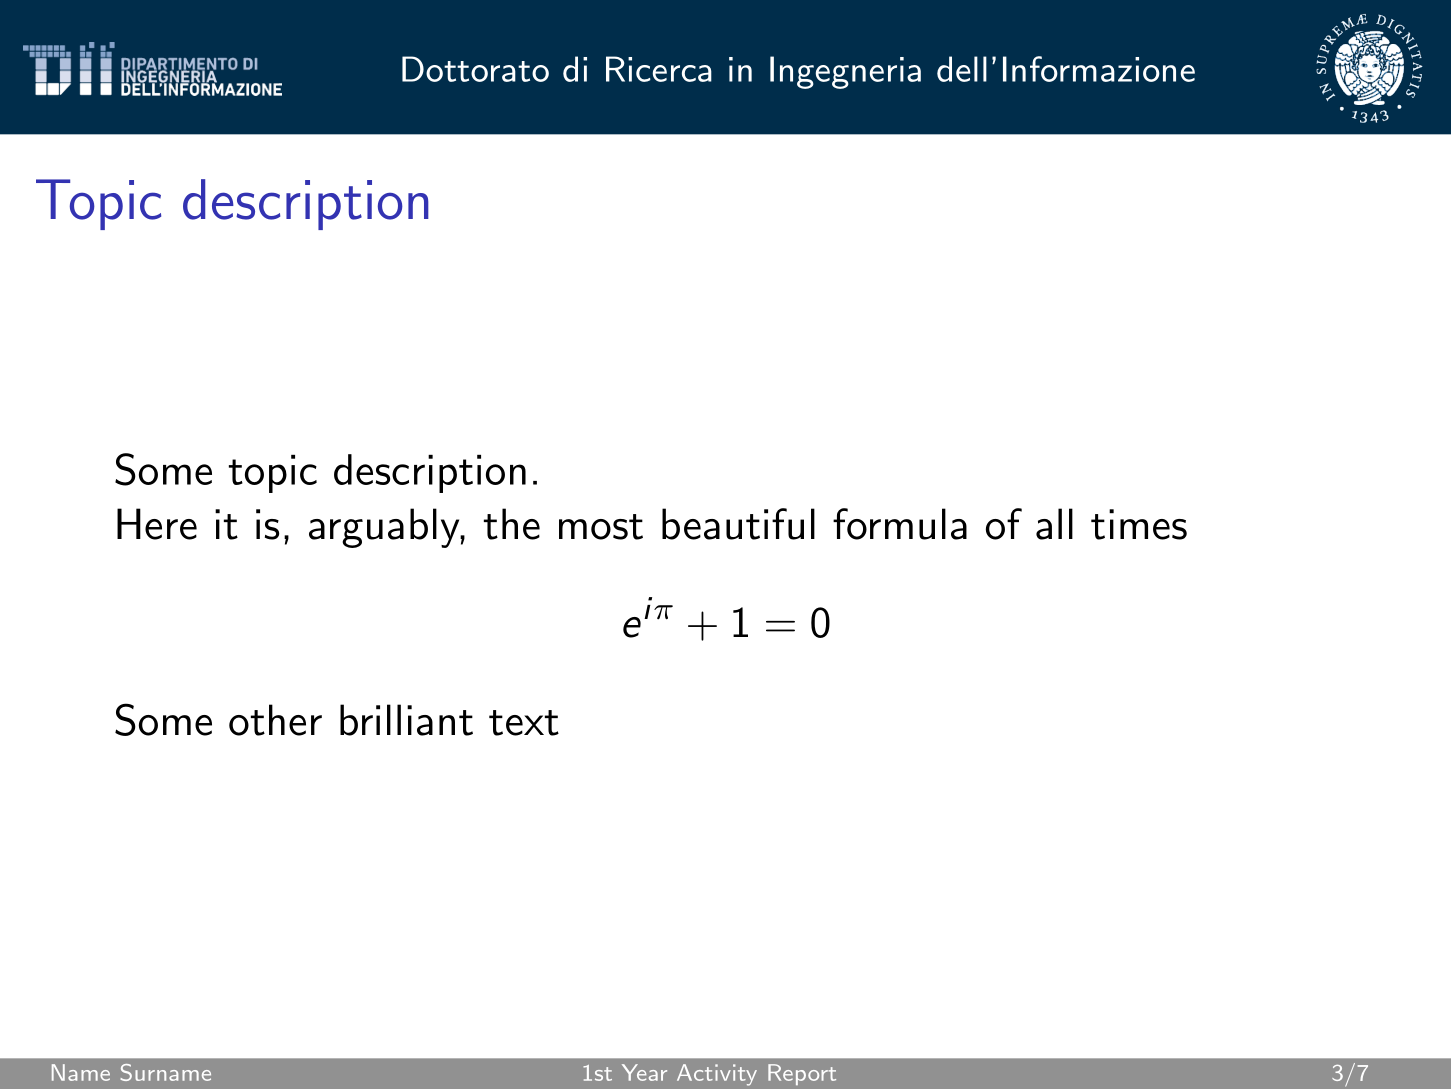 DIPARTIMENTO DI
INGEGNERIA
DELL'INFORMAZIONE
Dottorato di Ricerca in Ingegneria dell'Informazione
IN SUPREMÆ DIGNITATIS
· 1343 ·
Topic description
Some topic description.
Here it is, arguably, the most beautiful formula of all times
e^{iπ} + 1 = 0
Some other brilliant text
Name Surname
1st Year Activity Report
3/7